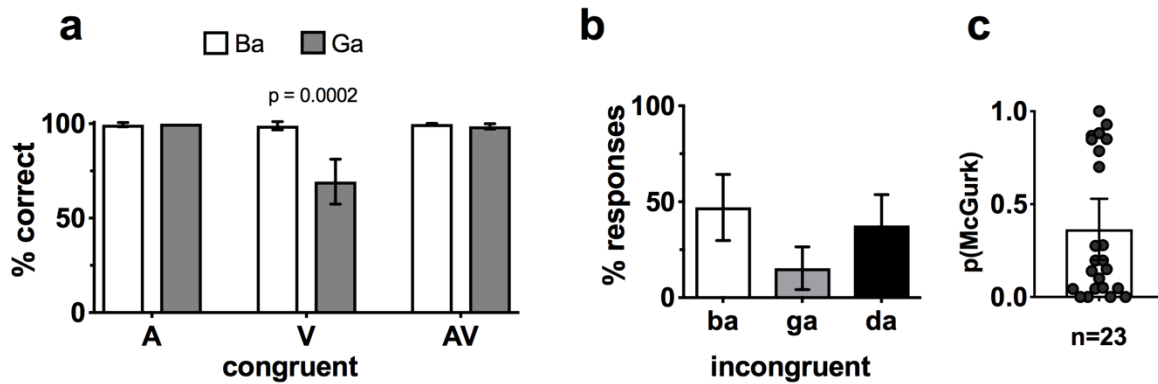 a
Ba Ga
p = 0.0002
% correct
100
50
0
A V AV
congruent
b
% responses
100
50
0
ba ga da
incongruent
c
p(McGurk)
1.0
0.5
0.0
n=23